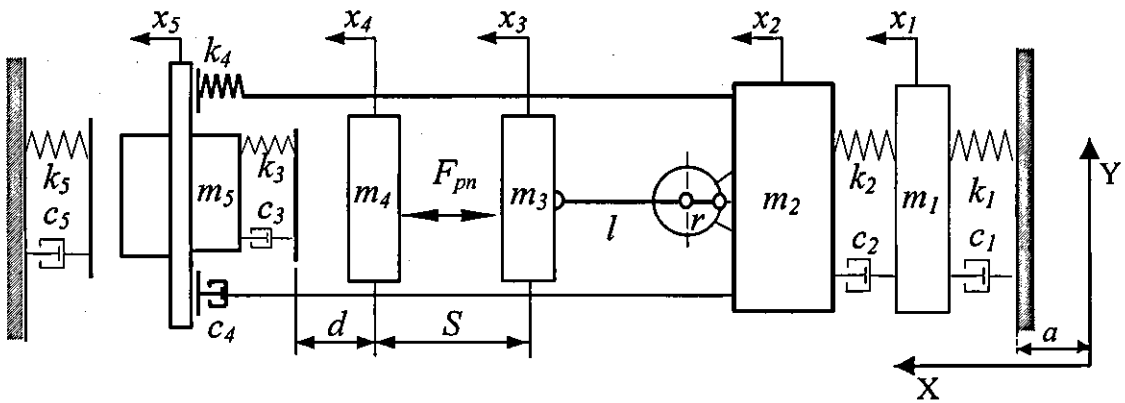 x₅ x₄ x₃ x₂ x₁
k₄
k₅ m₅ k₃ m₄ Fₚₙ m₃ l r m₂ k₂ m₁ k₁ Y
c₅ c₃ c₂ c₁
c₄ d S a
X